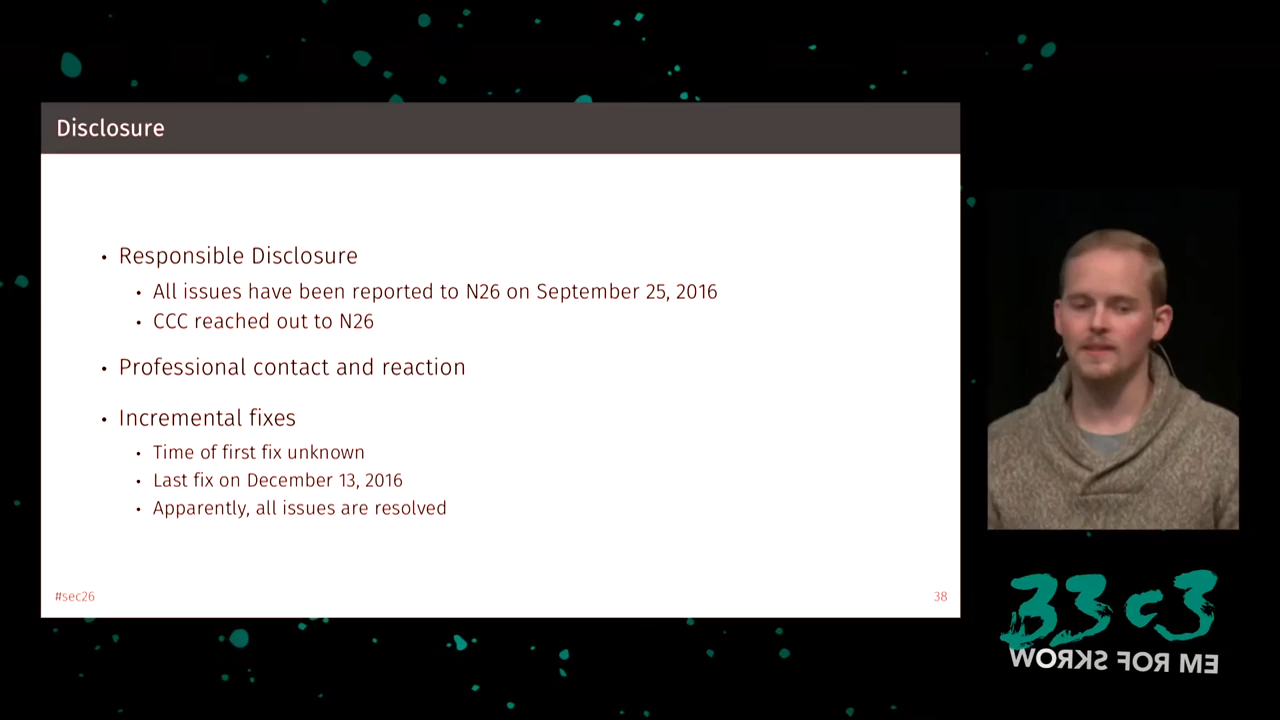 Disclosure
• Responsible Disclosure
• All issues have been reported to N26 on September 25, 2016
• CCC reached out to N26
• Professional contact and reaction
• Incremental fixes
• Time of first fix unknown
• Last fix on December 13, 2016
• Apparently, all issues are resolved
#sec26
38
33c3
WORKS FOR ME